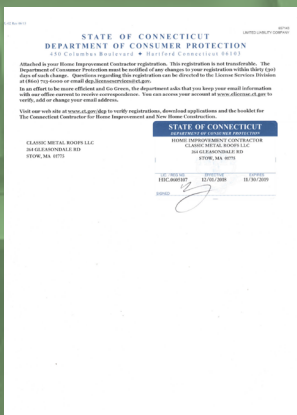 STATE OF CONNECTICUT
DEPARTMENT OF CONSUMER PROTECTION
450 Columbus Boulevard ✦ Hartford Connecticut 06103
Attached is your Home Improvement Contractor registration. This registration is not transferable. The
Department of Consumer Protection must be notified of any changes to your registration within thirty (30)
days of such change. Questions regarding this registration can be directed to the License Services Division
at (860) 713-6000 or email dcp.licenseservices@ct.gov.
In an effort to be more efficient and Go Green, the department asks that you keep your email information
with our office current to receive correspondence. You can access your account at www.elicense.ct.gov to
verify, add or change your email address.
Visit our web site at www.ct.gov/dcp to verify registrations, download applications and the booklet for
The Connecticut Contractor for Home Improvement and New Home Construction.
CLASSIC METAL ROOFS LLC
164 GLEASONDALE RD
STOW, MA 01775
STATE OF CONNECTICUT
DEPARTMENT OF CONSUMER PROTECTION
HOME IMPROVEMENT CONTRACTOR
CLASSIC METAL ROOFS LLC
164 GLEASONDALE RD
STOW, MA 01775
EFFECTIVE
EXPIRES
12/01/2018
11/30/2019
SIGNED